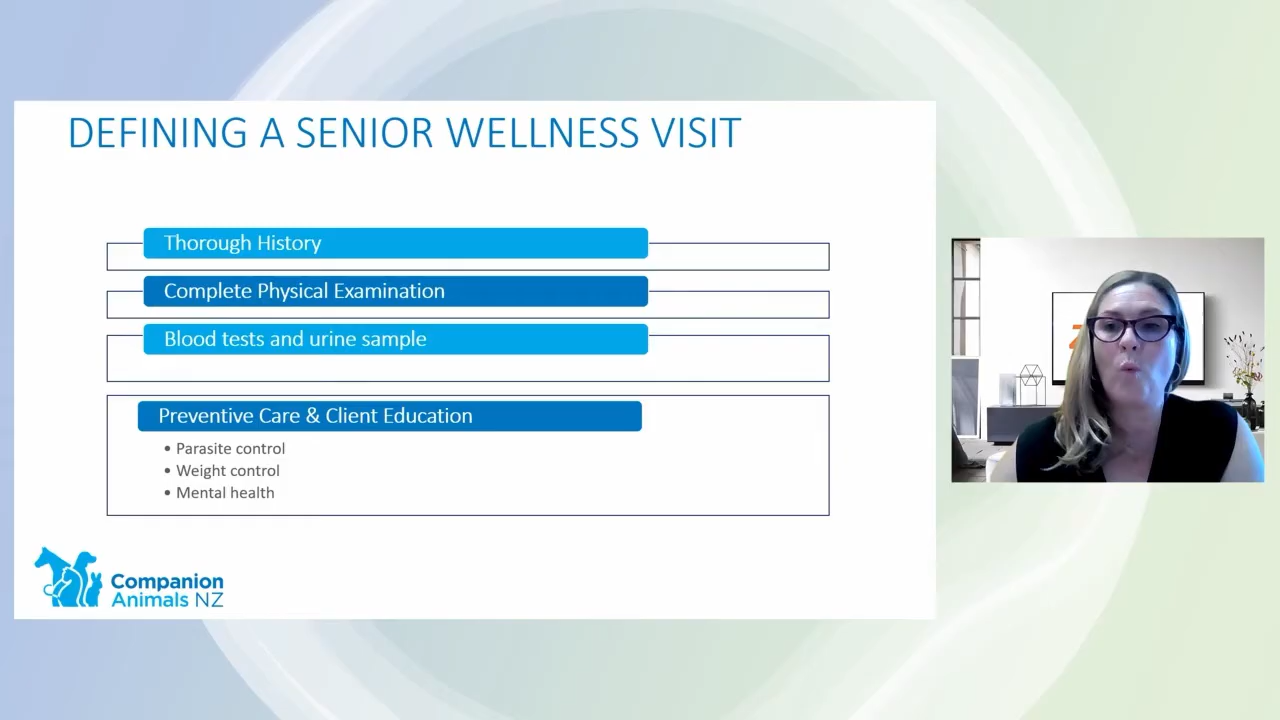 DEFINING A SENIOR WELLNESS VISIT
Thorough History
Complete Physical Examination
Blood tests and urine sample
Preventive Care & Client Education
• Parasite control
• Weight control
• Mental health
Companion
Animals NZ